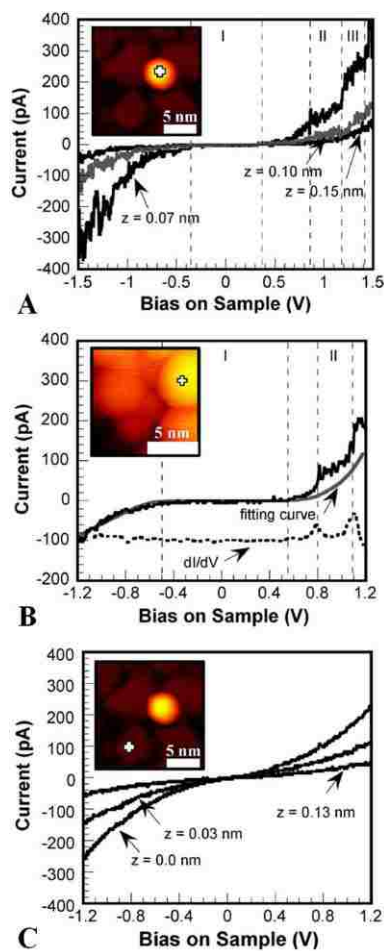 400
300
200
100
0
-100
-200
-300
-400
Current (pA)
I
II
III
5 nm
z = 0.07 nm
z = 0.10 nm
z = 0.15 nm
-1.5
-1
-0.5
0
0.5
1
1.5
Bias on Sample (V)
A
400
300
200
100
0
-100
-200
Current (pA)
I
II
5 nm
fitting curve
dI/dV
-1.2
-0.8
-0.4
0
0.4
0.8
1.2
Bias on Sample (V)
B
400
300
200
100
0
-100
-200
-300
-400
Current (pA)
5 nm
z = 0.13 nm
z = 0.03 nm
z = 0.0 nm
-1.2
-0.8
-0.4
0
0.4
0.8
1.2
Bias on Sample (V)
C